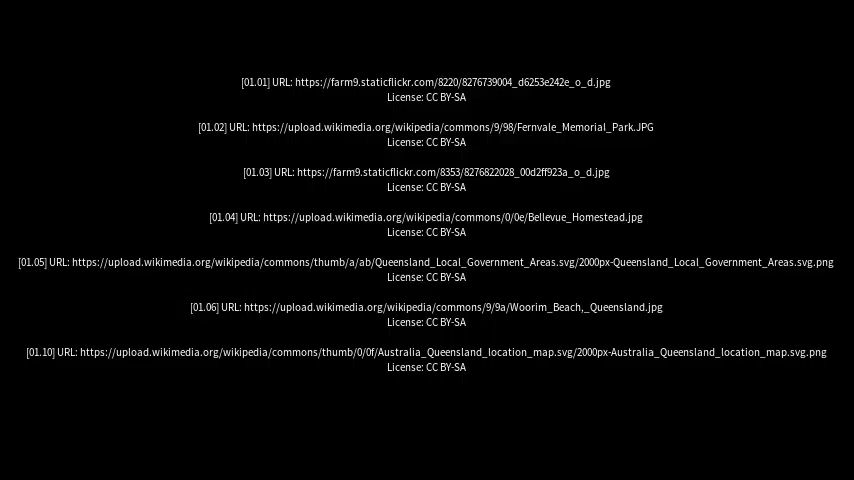 [01.01] URL: https://farm9.staticflickr.com/8220/8276739004_d6253e242e_o_d.jpg
License: CC BY-SA
[01.02] URL: https://upload.wikimedia.org/wikipedia/commons/9/98/Fernvale_Memorial_Park.JPG
License: CC BY-SA
[01.03] URL: https://farm9.staticflickr.com/8353/8276822028_00d2ff923a_o_d.jpg
License: CC BY-SA
[01.04] URL: https://upload.wikimedia.org/wikipedia/commons/0/0e/Bellevue_Homestead.jpg
License: CC BY-SA
[01.05] URL: https://upload.wikimedia.org/wikipedia/commons/thumb/a/ab/Queensland_Local_Government_Areas.svg/2000px-Queensland_Local_Government_Areas.svg.png
License: CC BY-SA
[01.06] URL: https://upload.wikimedia.org/wikipedia/commons/9/9a/Woorim_Beach,_Queensland.jpg
License: CC BY-SA
[01.10] URL: https://upload.wikimedia.org/wikipedia/commons/thumb/0/0f/Australia_Queensland_location_map.svg/2000px-Australia_Queensland_location_map.svg.png
License: CC BY-SA